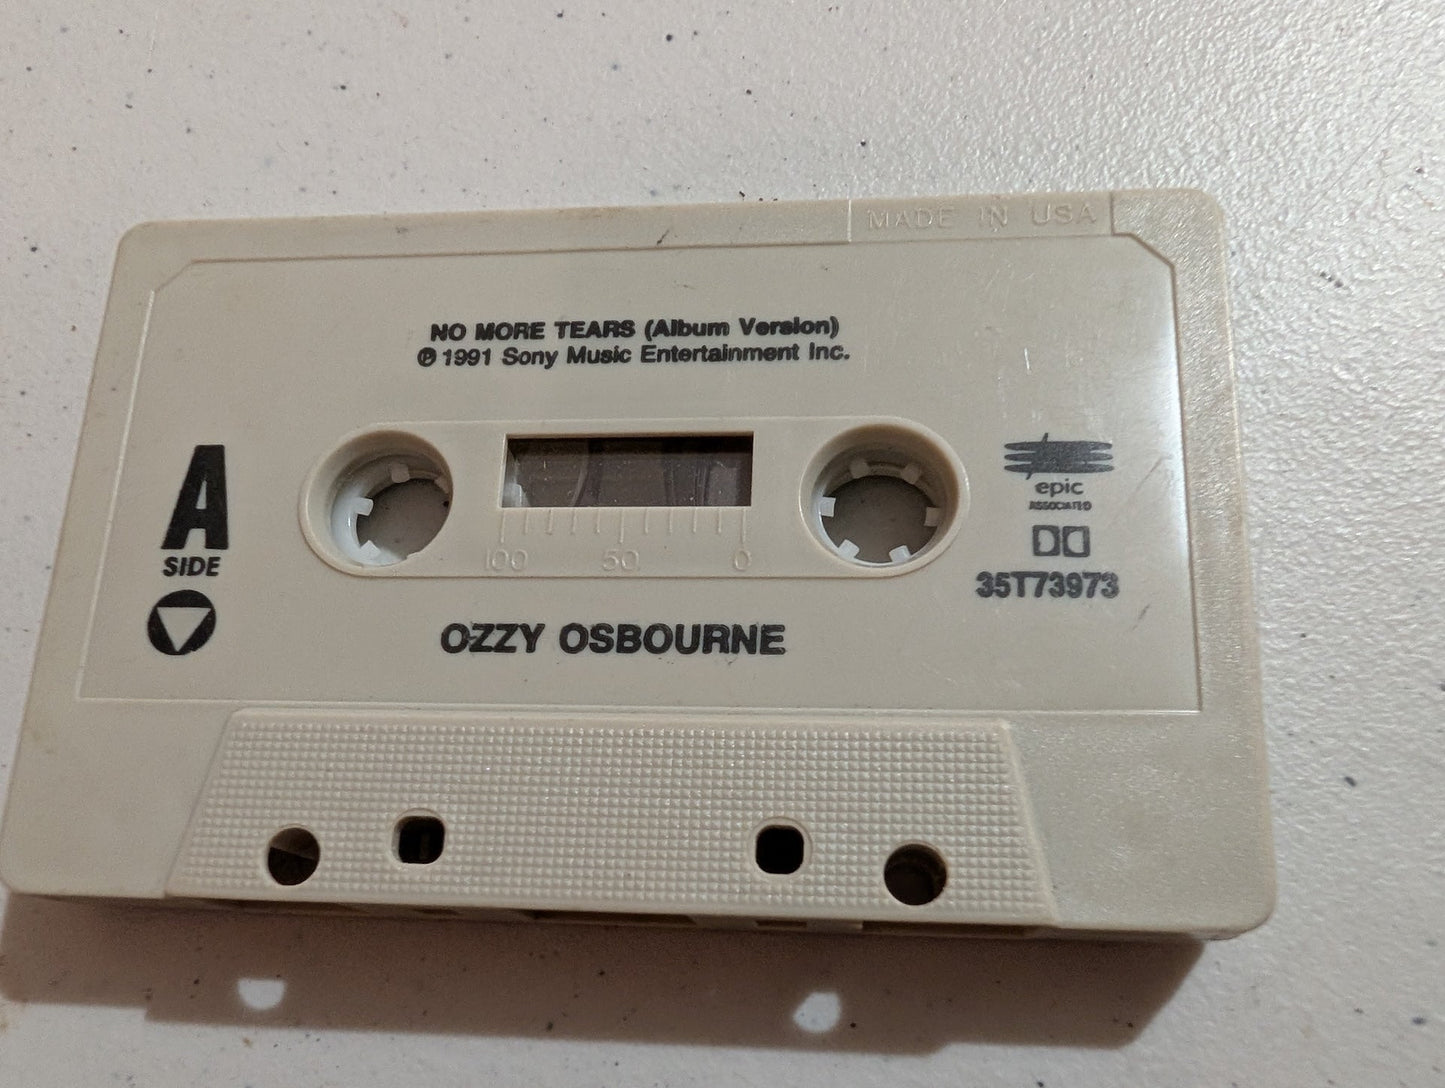 MADE IN USA
NO MORE TEARS (Album Version)
℗ 1991 Sony Music Entertainment Inc.
A
SIDE
100 50 0
epic
ASSOCIATED
35T73973
OZZY OSBOURNE